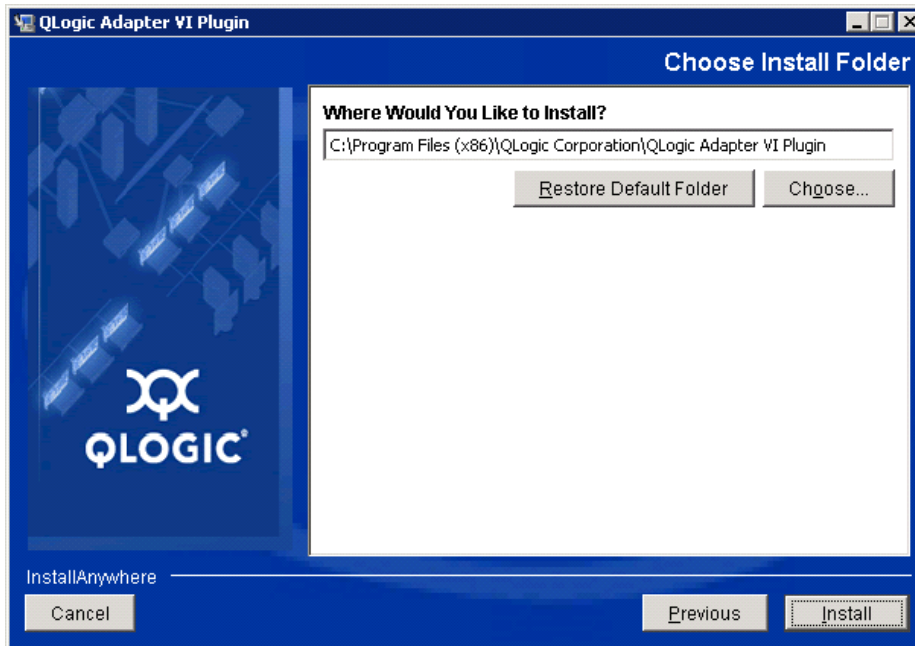 QLogic Adapter VI Plugin
Choose Install Folder
Where Would You Like to Install?
C:\Program Files (x86)\QLogic Corporation\QLogic Adapter VI Plugin
Restore Default Folder
Choose...
QLOGIC
InstallAnywhere
Cancel
Previous
Install